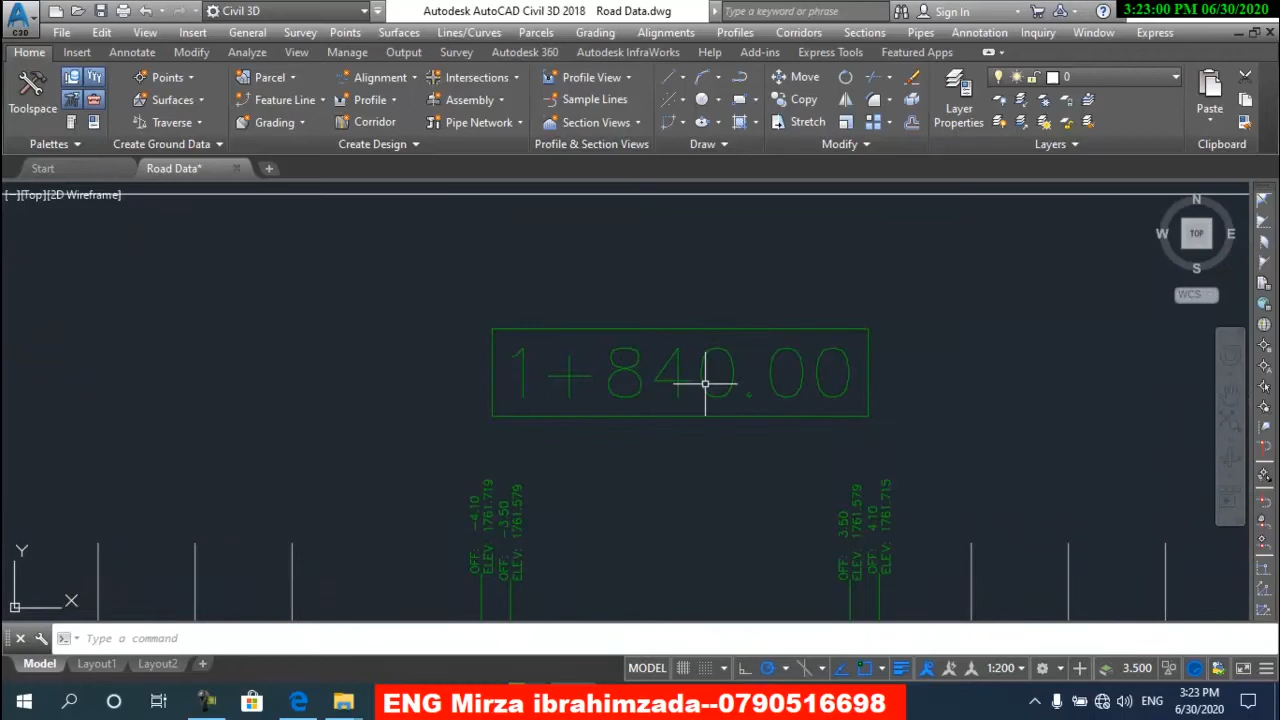 Autodesk AutoCAD Civil 3D 2018 Road Data.dwg
Civil 3D
Type a keyword or phrase
Sign In
3:23:00 PM 06/30/2020
C3D
File Edit View Insert General Survey Points Surfaces Lines/Curves Parcels Grading Alignments Profiles Corridors Sections Pipes Annotation Inquiry Window Express
Home Insert Annotate Modify Analyze View Manage Output Survey Autodesk 360 Autodesk InfraWorks Help Add-ins Express Tools Featured Apps
Points Parcel Alignment Intersections Profile View Move 0
Toolspace Surfaces Feature Line Profile Assembly Sample Lines Copy Layer Properties Paste
Traverse Grading Corridor Pipe Network Section Views Stretch
Palettes Create Ground Data Create Design Profile & Section Views Draw Modify Layers Clipboard
Start Road Data*
[−][Top][2D Wireframe]
N
W TOP E
S
WCS
1+840.00
OFF: -4.10
ELEV: 1761.719
OFF: -3.50
ELEV: 1761.579
OFF: 3.50
ELEV: 1761.579
OFF: 4.10
ELEV: 1761.715
Y
X
Type a command
Model Layout1 Layout2 +
MODEL 1:200 3.500
ENG Mirza ibrahimzada--0790516698
ENG
3:23 PM
6/30/2020